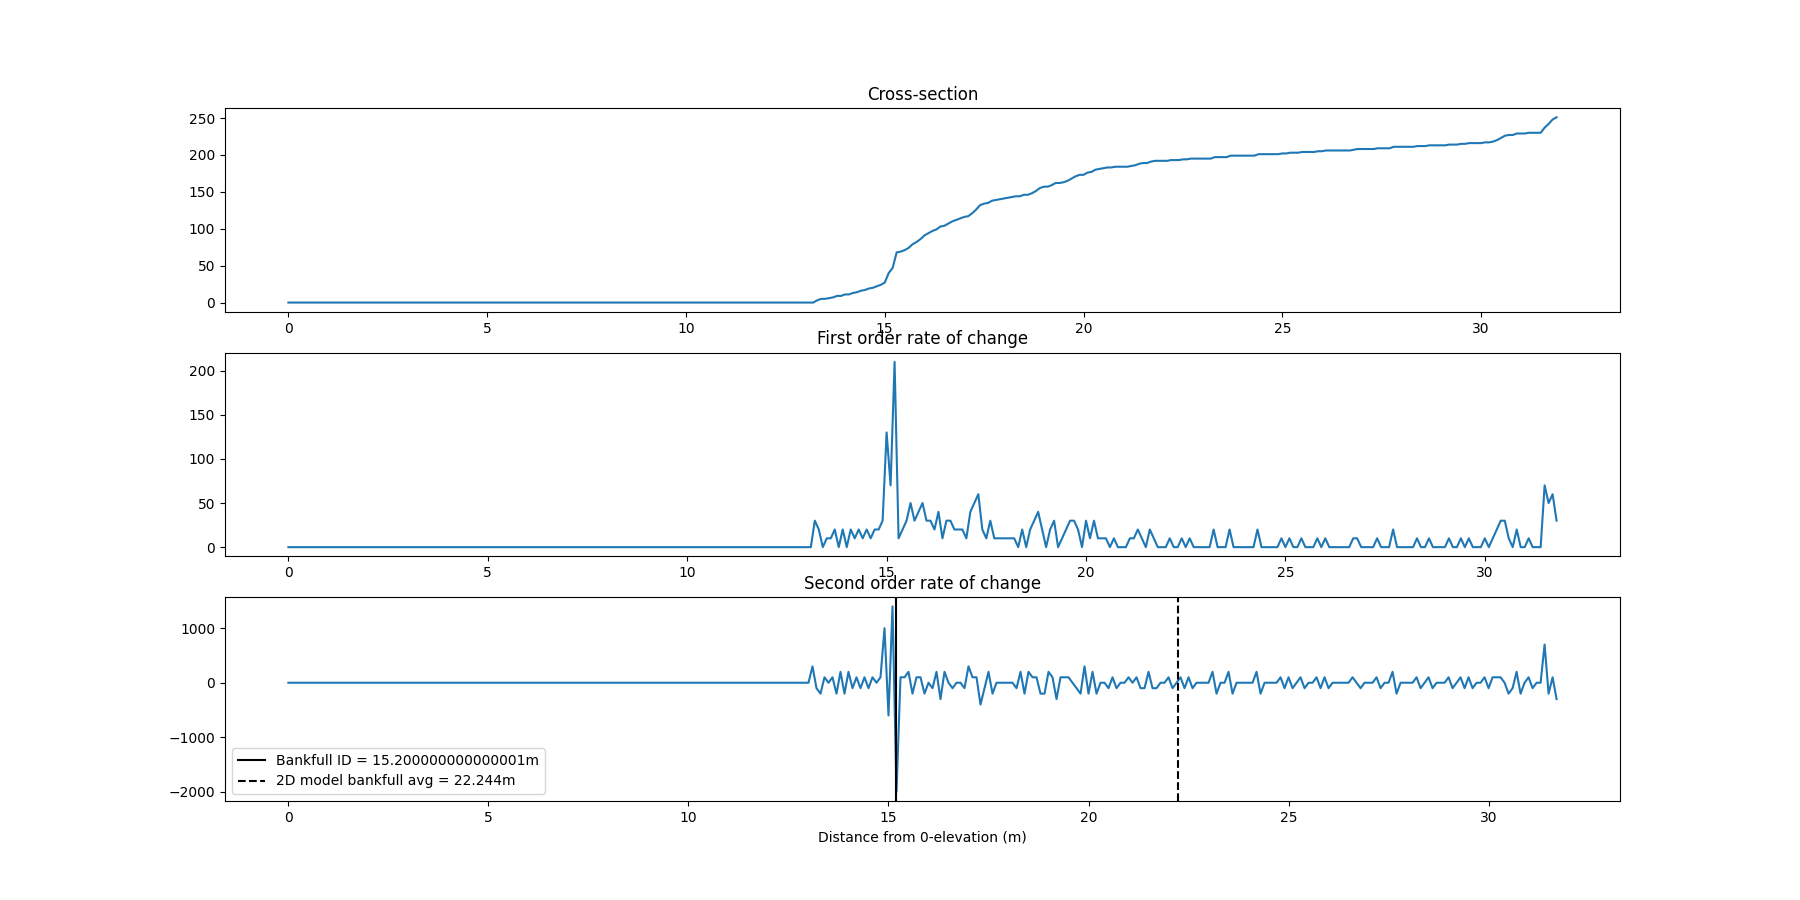 Cross-section
250
200
150
100
50
0
0 5 10 15 20 25 30
First order rate of change
200
150
100
50
0
0 5 10 15 20 25 30
Second order rate of change
1000
0
−1000
−2000
Bankfull ID = 15.200000000000001m
2D model bankfull avg = 22.244m
0 5 10 15 20 25 30
Distance from 0-elevation (m)